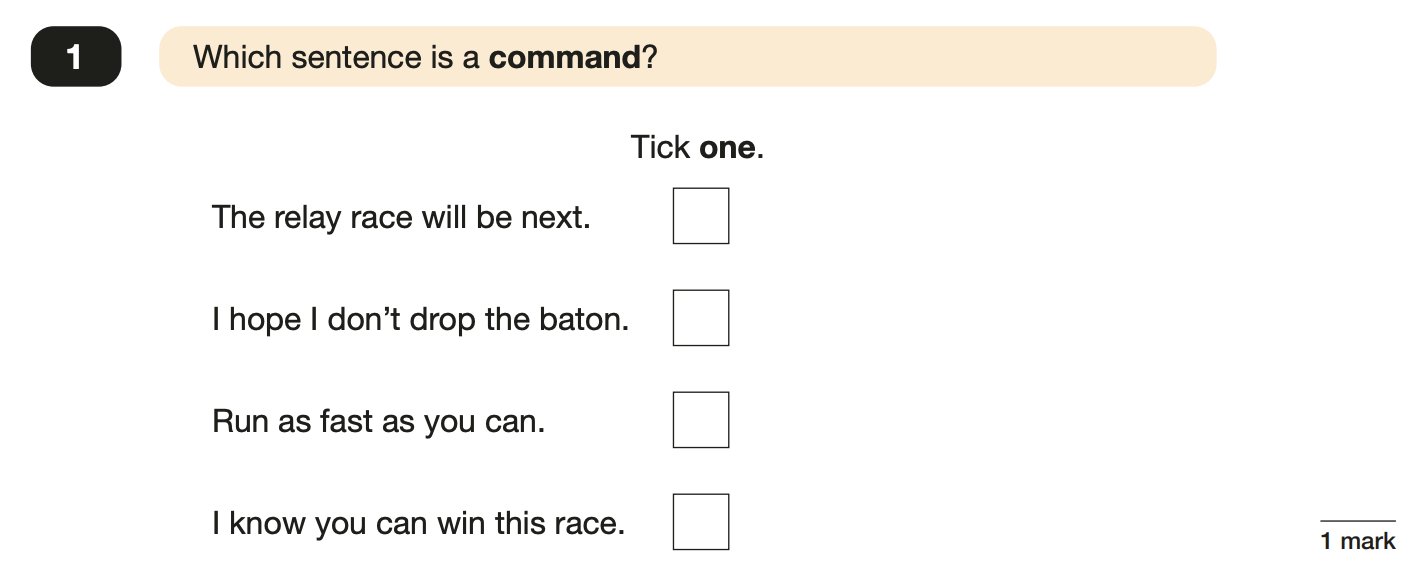 1
Which sentence is a command?
Tick one.
The relay race will be next.
I hope I don’t drop the baton.
Run as fast as you can.
I know you can win this race.
1 mark